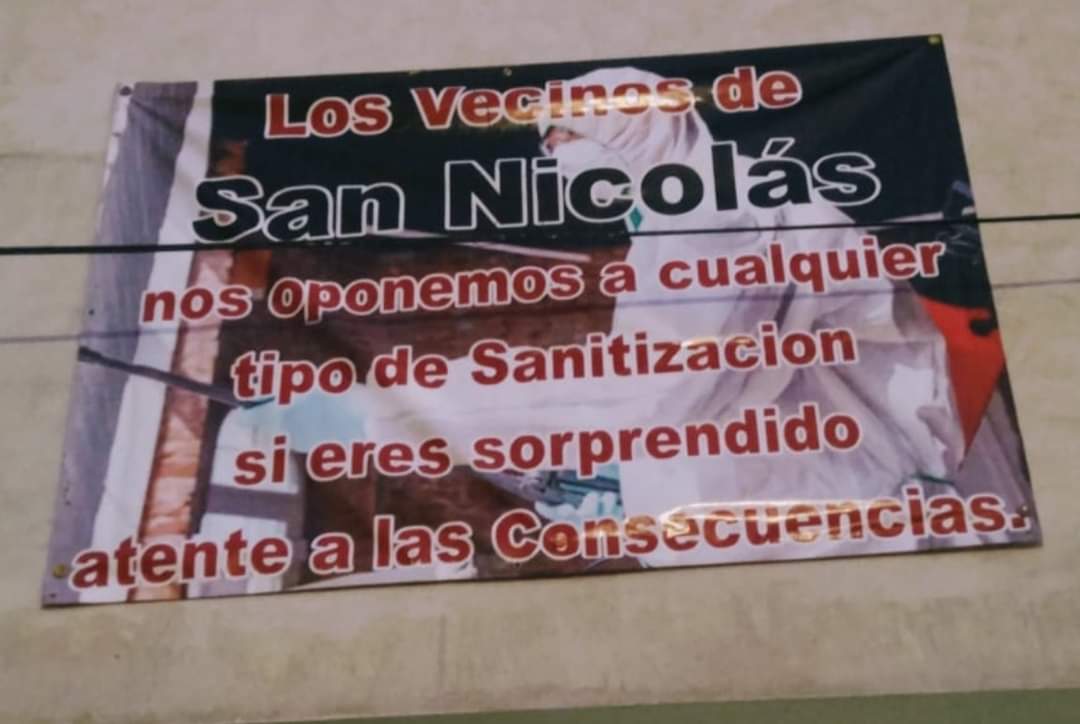 Los Vecinos de
San Nicolás
nos oponemos a cualquier
tipo de Sanitizacion
si eres sorprendido
atente a las Consecuencias.